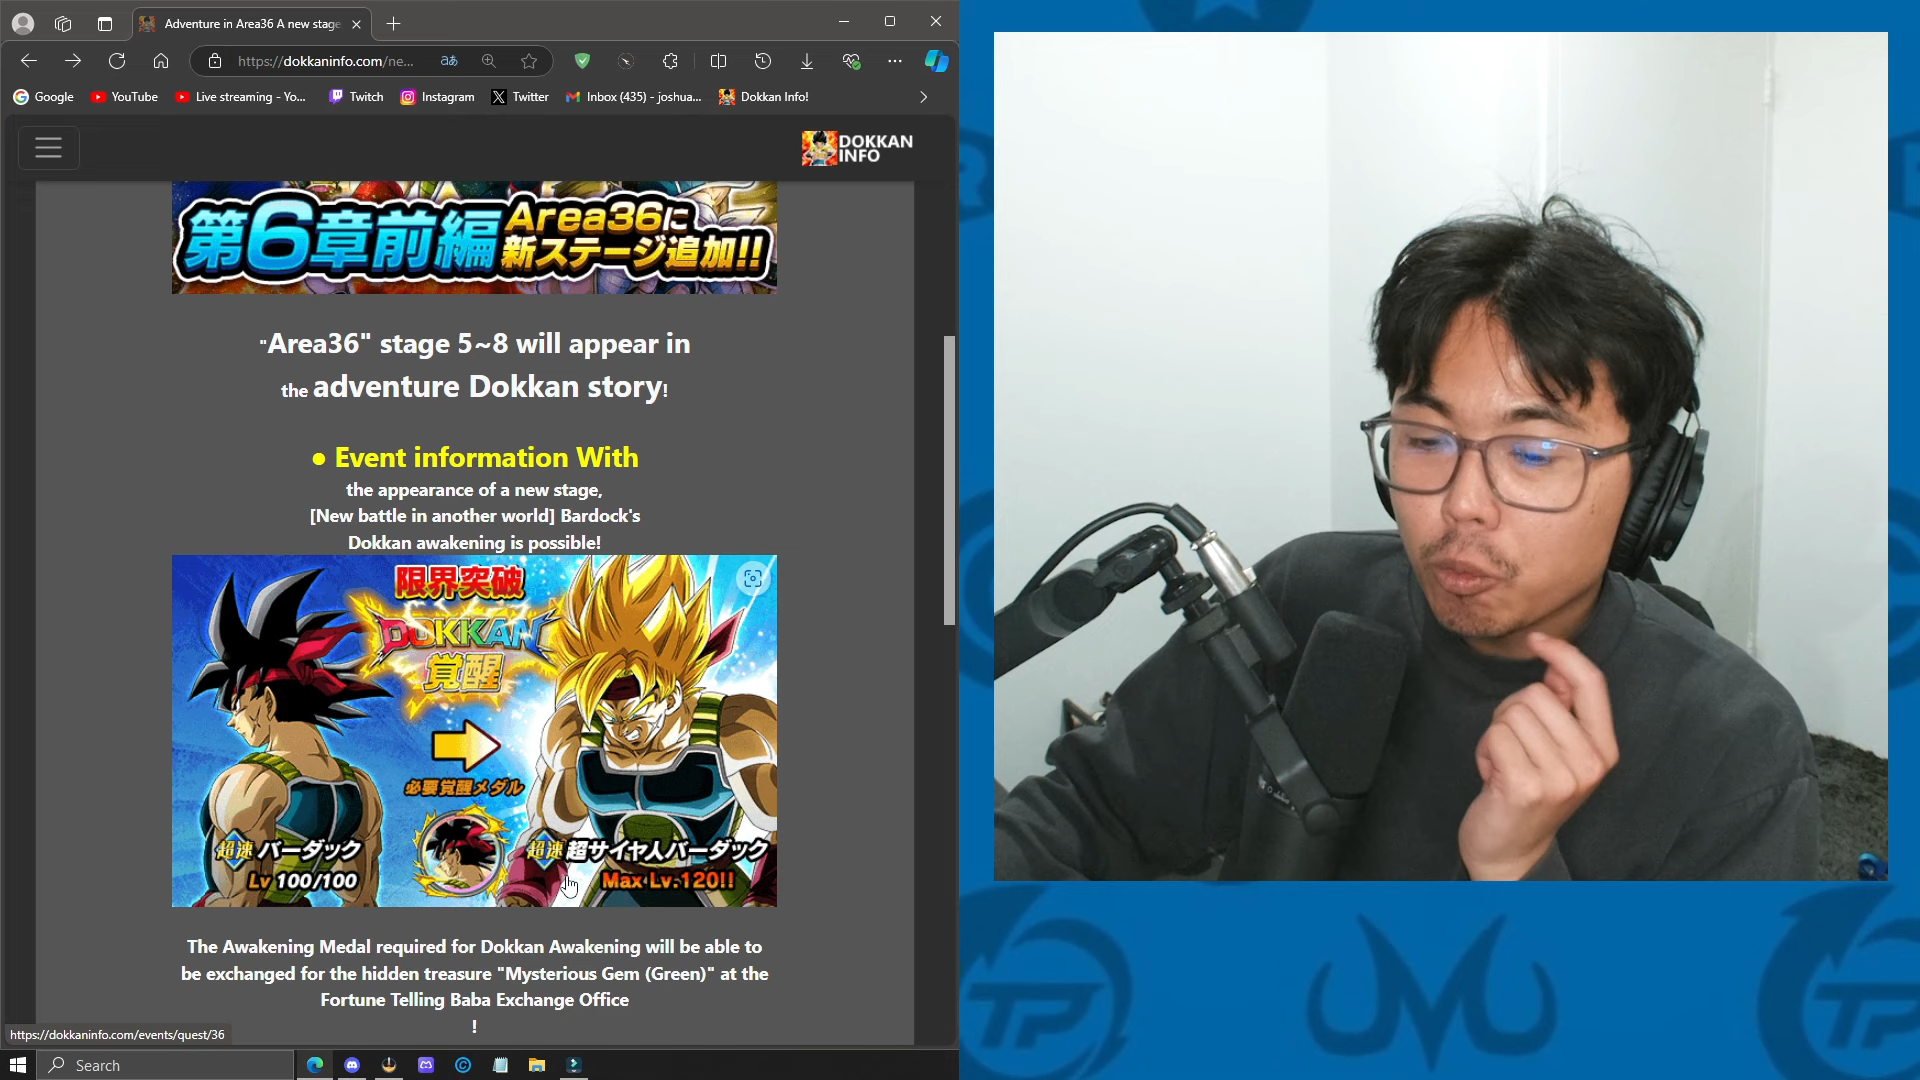 Adventure in Area36 A new stage
https://dokkaninfo.com/ne...
Google
YouTube
Live streaming - Yo...
Twitch
Instagram
Twitter
Inbox (435) - joshua...
Dokkan Info!
DOKKAN
INFO
第6章前編
Area36に
新ステージ追加!!
"Area36" stage 5~8 will appear in
the adventure Dokkan story!
● Event information With
the appearance of a new stage,
[New battle in another world] Bardock's
Dokkan awakening is possible!
限界突破
DOKKAN
覚醒
必要覚醒メダル
超速 バーダック
Lv 100/100
超速 超サイヤ人バーダック
Max Lv.120!!
The Awakening Medal required for Dokkan Awakening will be able to
be exchanged for the hidden treasure "Mysterious Gem (Green)" at the
Fortune Telling Baba Exchange Office
!
https://dokkaninfo.com/events/quest/36
Search
TP
TP